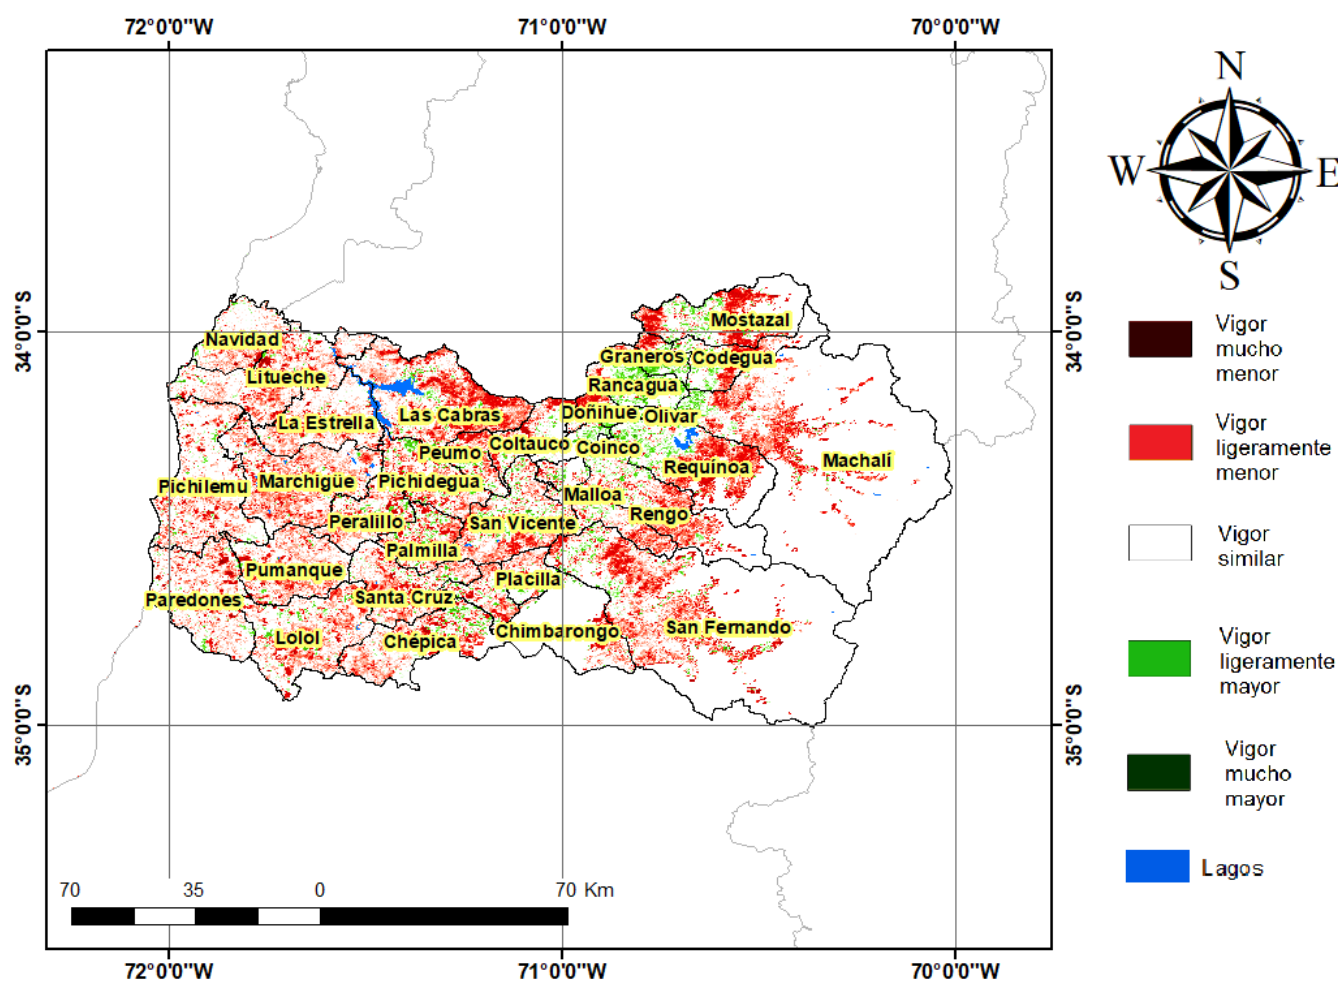 72°0'0"W 71°0'0"W 70°0'0"W
N
W E
S
34°0'0"S 34°0'0"S
35°0'0"S 35°0'0"S
Navidad
Litueche
La Estrella
Las Cabras
Mostazal
Graneros Codegua
Rancagua
Doñihue Olivar
Coltauco Coinco
Peumo
Requinoa
Machalí
Pichilemu
Marchigüe
Pichidegua
Malloa
Rengo
Peralillo
San Vicente
Palmilla
Pumanque
Placilla
Paredones
Santa Cruz
Lolol
Chépica
Chimbarongo
San Fernando
70 35 0 70 Km
72°0'0"W 71°0'0"W 70°0'0"W
Vigor
mucho
menor
Vigor
ligeramente
menor
Vigor
similar
Vigor
ligeramente
mayor
Vigor
mucho
mayor
Lagos